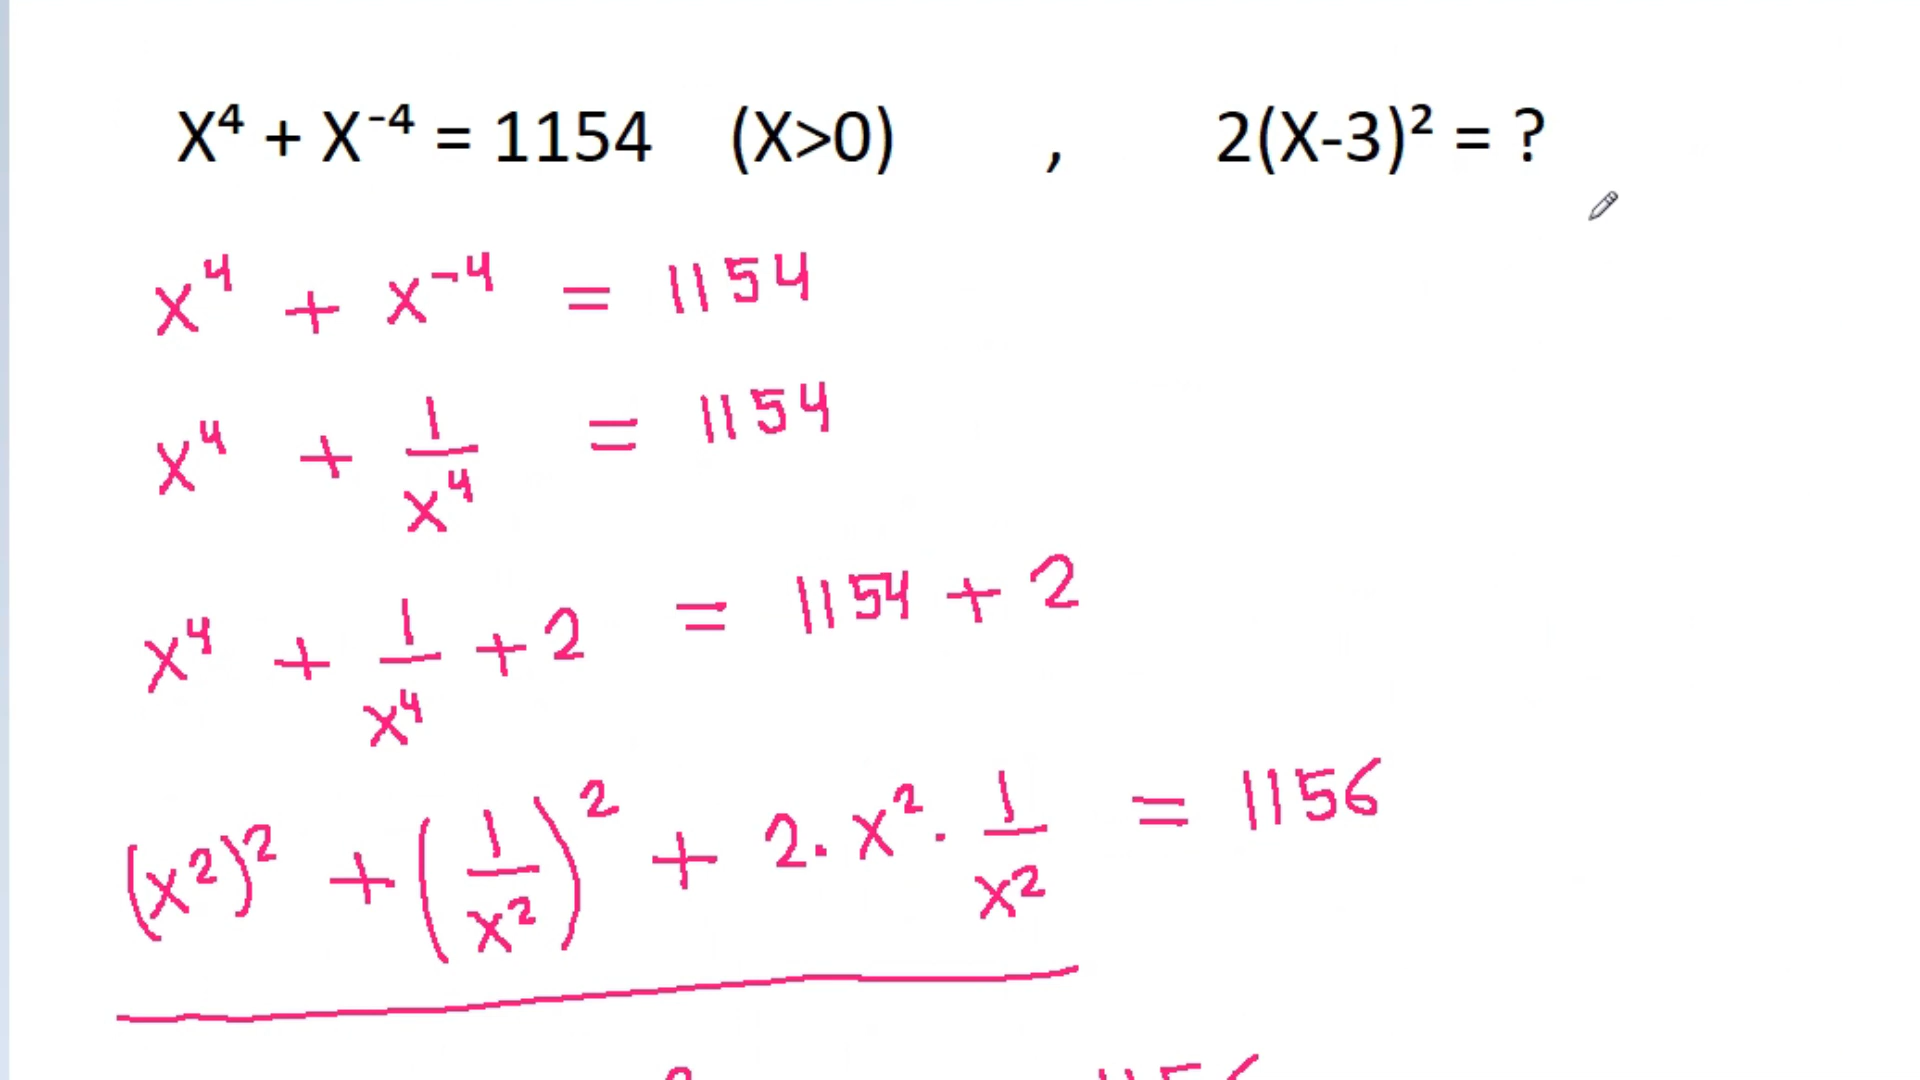 X⁴ + X⁻⁴ = 1154 (X>0) , 2(X-3)² = ?
x⁴ + x⁻⁴ = 1154
x⁴ + 1/x⁴ = 1154
x⁴ + 1/x⁴ + 2 = 1154 + 2
(x²)² + (1/x²)² + 2 · x² · 1/x² = 1156